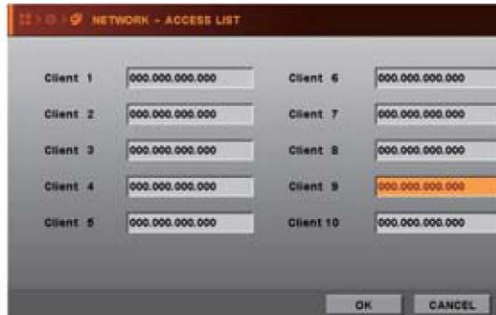 NETWORK - ACCESS LIST
Client 1 000.000.000.000 Client 6 000.000.000.000
Client 2 000.000.000.000 Client 7 000.000.000.000
Client 3 000.000.000.000 Client 8 000.000.000.000
Client 4 000.000.000.000 Client 9 000.000.000.000
Client 5 000.000.000.000 Client 10 000.000.000.000
OK CANCEL